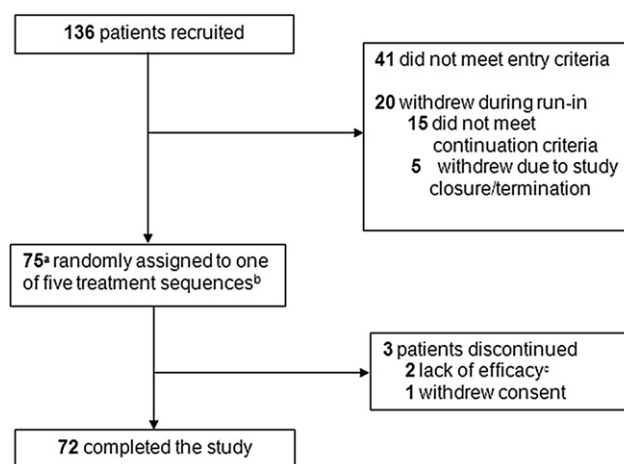 136 patients recruited
41 did not meet entry criteria
20 withdrew during run-in
15 did not meet
continuation criteria
5 withdrew due to study
closure/termination
75ᵃ randomly assigned to one
of five treatment sequencesᵇ
3 patients discontinued
2 lack of efficacyᶜ
1 withdrew consent
72 completed the study